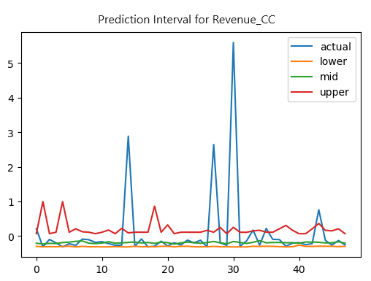 Prediction Interval for Revenue_CC
actual
lower
mid
upper
5
4
3
2
1
0
0 10 20 30 40